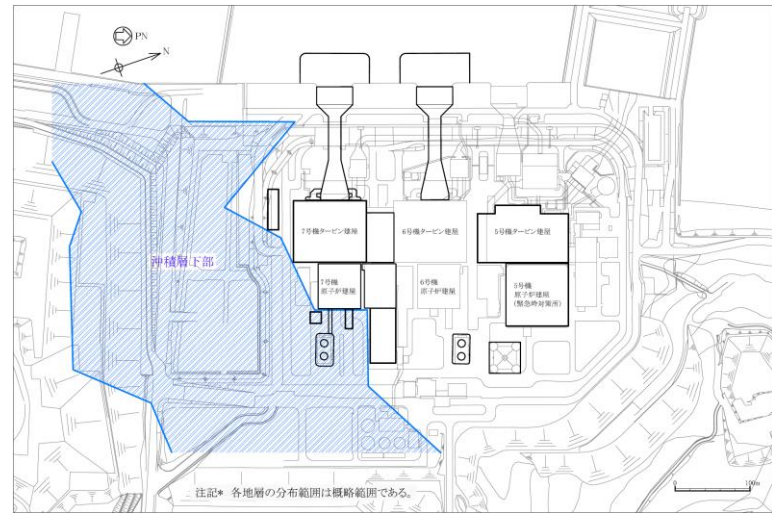 PN
N
沖積層下部
7号機タービン建屋
6号機タービン建屋
5号機タービン建屋
7号機
原子炉建屋
6号機
原子炉建屋
5号機
原子炉建屋
(緊急時対策所)
注記* 各地層の分布範囲は概略範囲である。
0
100m